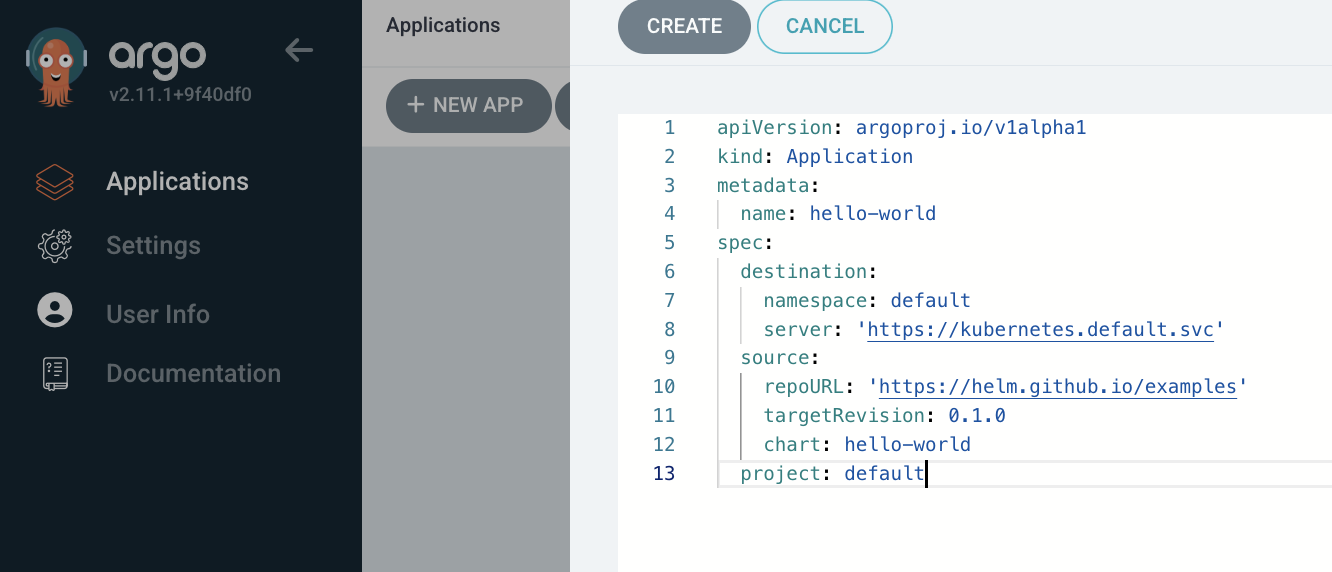 argo
v2.11.1+9f40df0
Applications
Settings
User Info
Documentation
Applications
+ NEW APP
CREATE
CANCEL
1 apiVersion: argoproj.io/v1alpha1
2 kind: Application
3 metadata:
4 name: hello-world
5 spec:
6 destination:
7 namespace: default
8 server: 'https://kubernetes.default.svc'
9 source:
10 repoURL: 'https://helm.github.io/examples'
11 targetRevision: 0.1.0
12 chart: hello-world
13 project: default